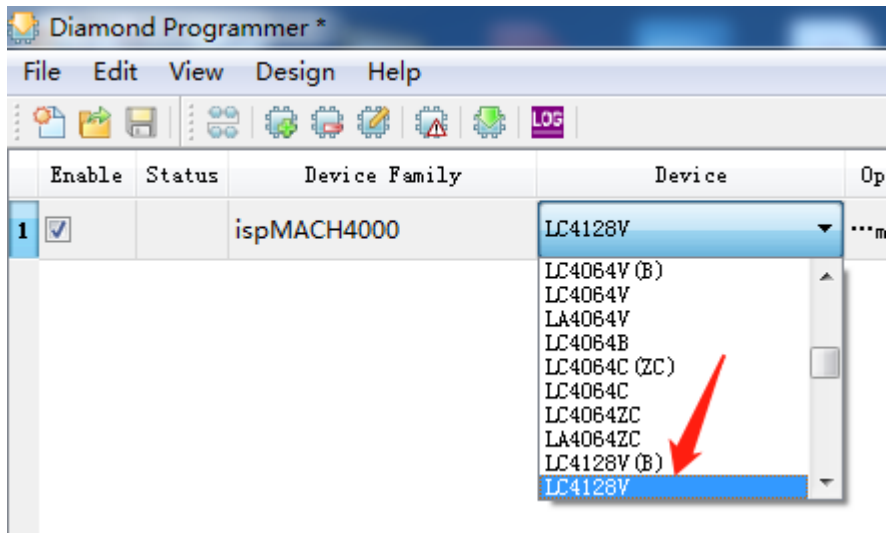 Diamond Programmer *
File Edit View Design Help
LOG
Enable Status Device Family Device Op
1 ispMACH4000 LC4128V ...m
LC4064V(B)
LC4064V
LA4064V
LC4064B
LC4064C(ZC)
LC4064C
LC4064ZC
LA4064ZC
LC4128V(B)
LC4128V